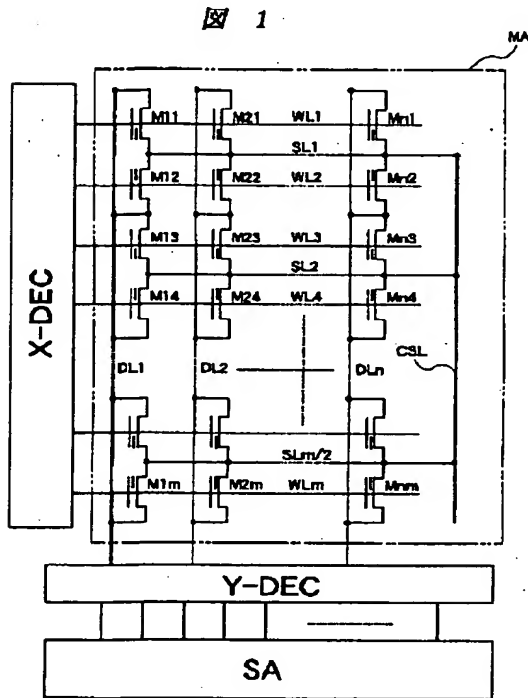 図 1
MA
M11 M21 WL1 Mn1
SL1
M12 M22 WL2 Mn2
M13 M23 WL3 Mn3
SL2
M14 M24 WL4 Mn4
X-DEC
DL1 DL2 DLn CSL
SLm/2
M1m M2m WLm Mnm
Y-DEC
SA